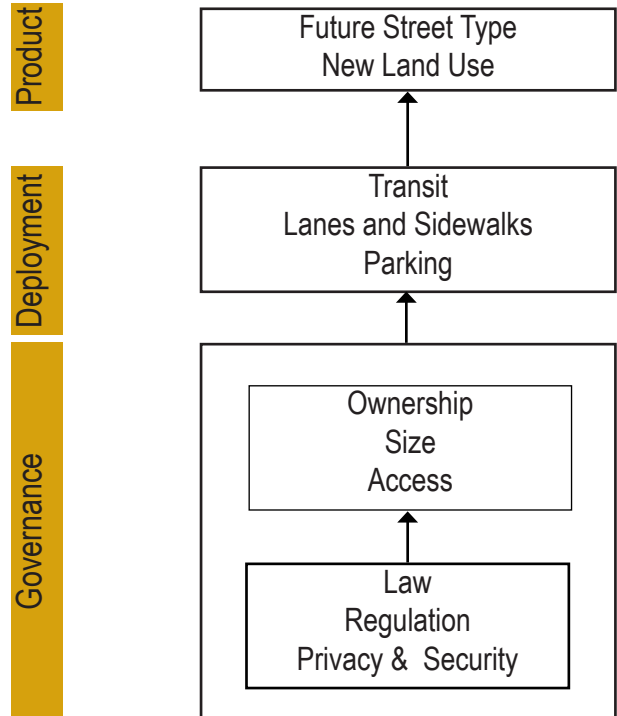 Product
Future Street Type
New Land Use
Deployment
Transit
Lanes and Sidewalks
Parking
Governance
Ownership
Size
Access
Law
Regulation
Privacy & Security